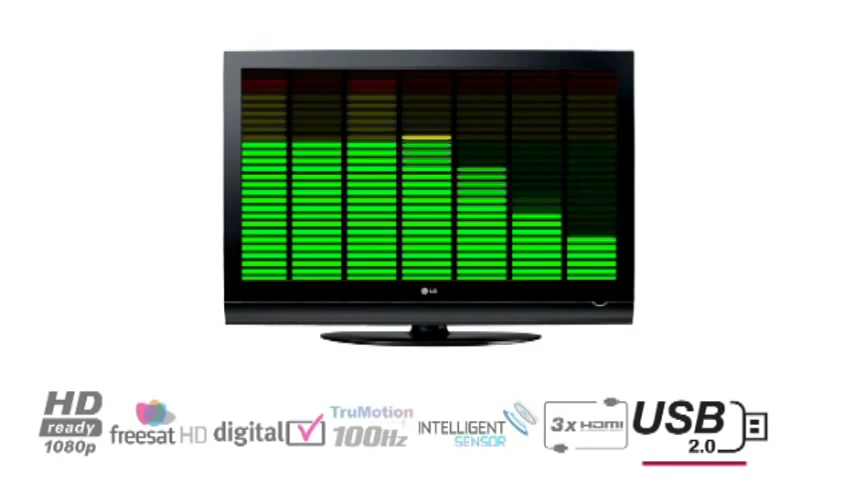 LG
HD
ready
1080p
freesat HD
digital
TruMotion
100Hz
INTELLIGENT
SENSOR
3x HDMI
USB
2.0